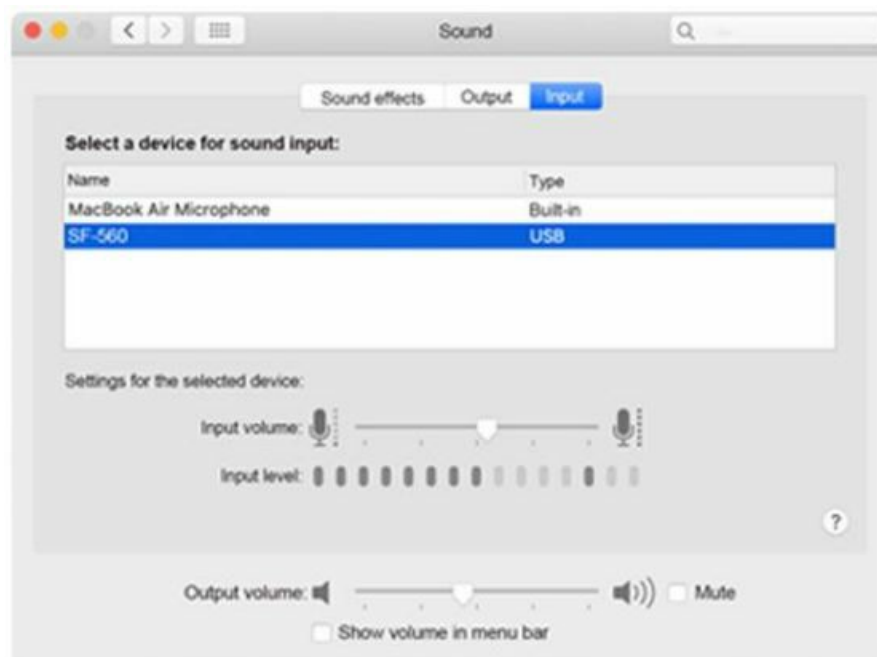 Sound
Sound effects Output Input
Select a device for sound input:
Name Type
MacBook Air Microphone Built-in
SF-560 USB
Settings for the selected device:
Input volume:
Input level:
?
Output volume: Mute
Show volume in menu bar